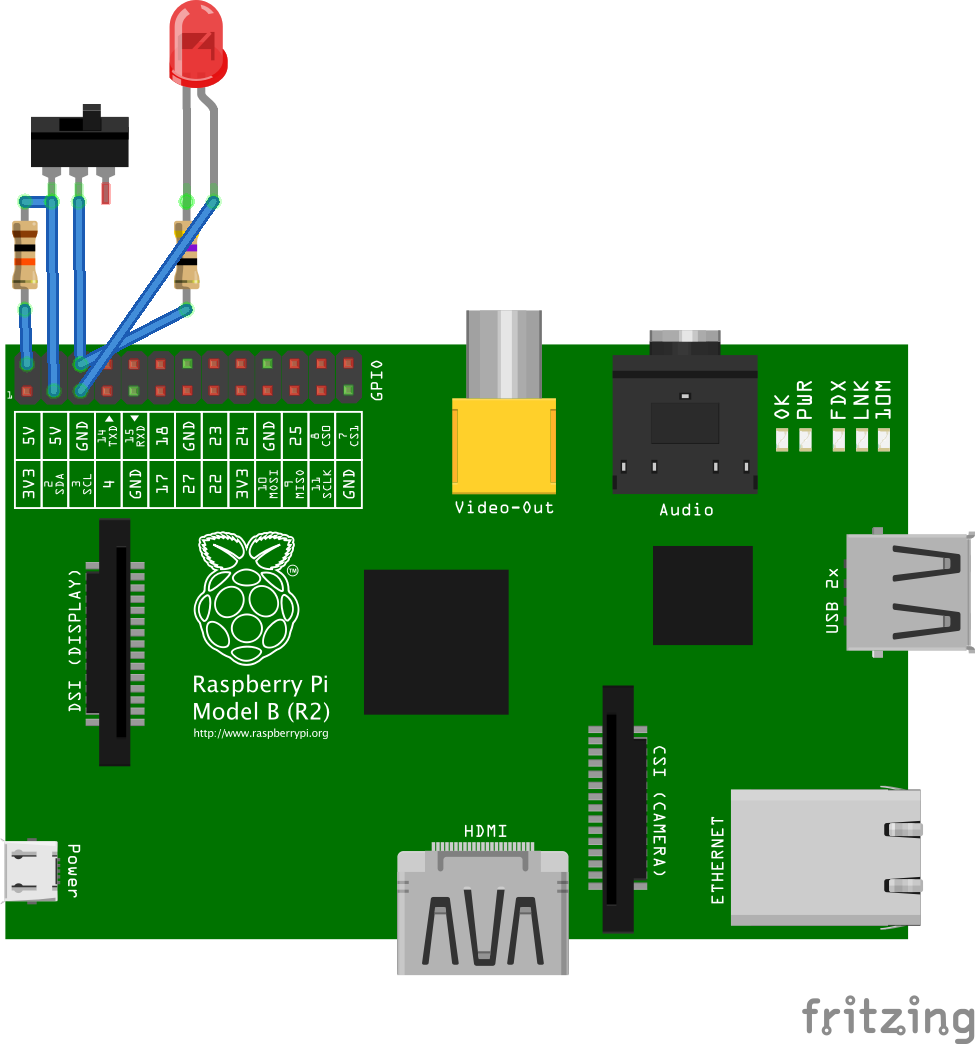 1
GPIO
5V 5V GND 14 TXD 15 RXD 18 GND 23 24 GND 25 8 CS0 7 CS1
3V3 2 SDA 3 SCL 4 GND 17 27 22 3V3 10 MOSI 9 MISO 11 SCLK GND
OK
PWR
FDX
LNK
10M
Video-Out
Audio
USB 2x
DSI (DISPLAY)
TM
Raspberry Pi
Model B (R2)
http://www.raspberrypi.org
CSI (CAMERA)
Power
HDMI
ETHERNET
fritzing